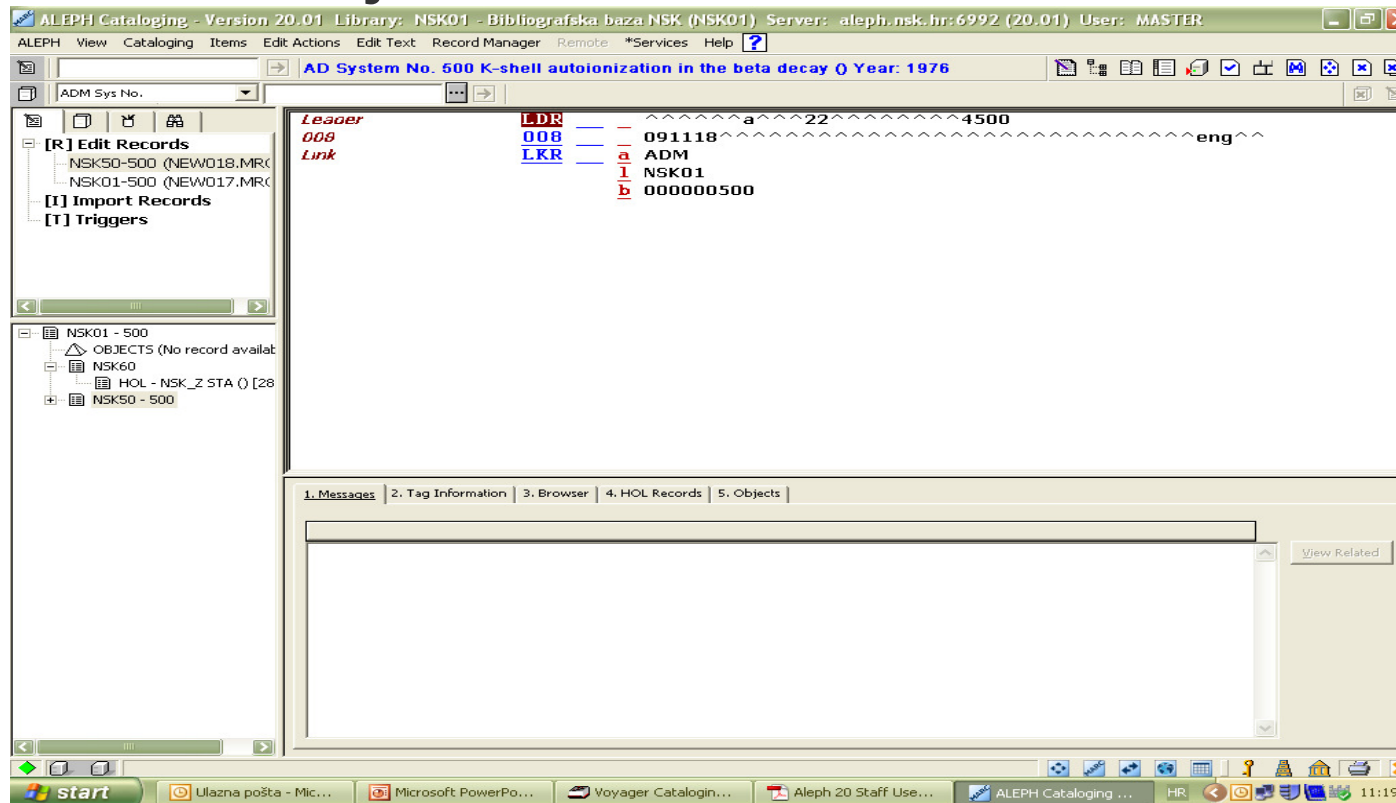 ALEPH Cataloging - Version 20.01 Library: NSK01 - Bibliografska baza NSK (NSK01) Server: aleph.nsk.hr:6992 (20.01) User: MASTER
ALEPH View Cataloging Items Edit Actions Edit Text Record Manager Remote *Services Help ?
AD System No. 500 K-shell autoionization in the beta decay () Year: 1976
ADM Sys No.
[R] Edit Records
NSK50-500 (NEW018.MRC
NSK01-500 (NEW017.MRC
[I] Import Records
[T] Triggers
Leader LDR ^^^^^^a^^^22^^^^^^^^4500
008 008 091118^^^^^^^^^^^^^^^^^^^^^^^^^^^^^eng^^
Link LKR a ADM
l NSK01
b 000000500
NSK01 - 500
OBJECTS (No record availab
NSK60
HOL - NSK_Z STA () [28
NSK50 - 500
1. Messages 2. Tag Information 3. Browser 4. HOL Records 5. Objects
View Related
start Ulazna pošta - Mic... Microsoft PowerPo... Voyager Catalogin... Aleph 20 Staff Use... ALEPH Cataloging ... HR 11:19